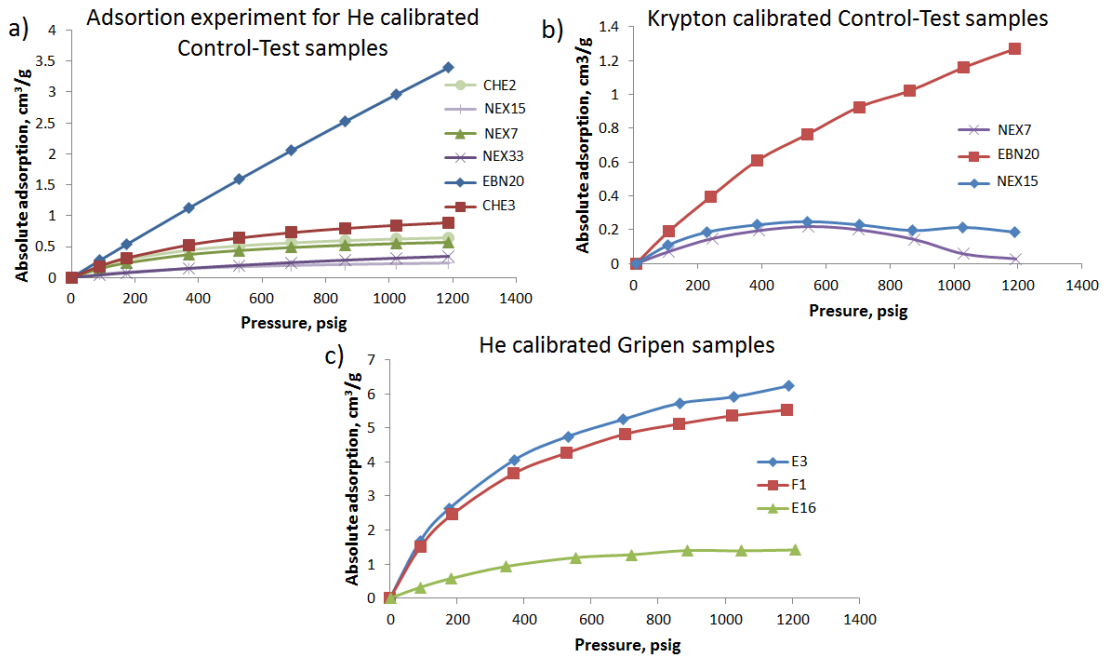 a)
Adsortion experiment for He calibrated
Control-Test samples
Absolute adsorption, cm³/g
4
3.5
3
2.5
2
1.5
1
0.5
0
0 200 400 600 800 1000 1200 1400
Pressure, psig
CHE2
NEX15
NEX7
NEX33
EBN20
CHE3
b)
Krypton calibrated Control-Test samples
Absolute adsorption, cm3/g
1.4
1.2
1
0.8
0.6
0.4
0.2
0
0 200 400 600 800 1000 1200 1400
Pressure, psig
NEX7
EBN20
NEX15
c)
He calibrated Gripen samples
Absolute adsorption, cm³/g
7
6
5
4
3
2
1
0
0 200 400 600 800 1000 1200 1400
Pressure, psig
E3
F1
E16